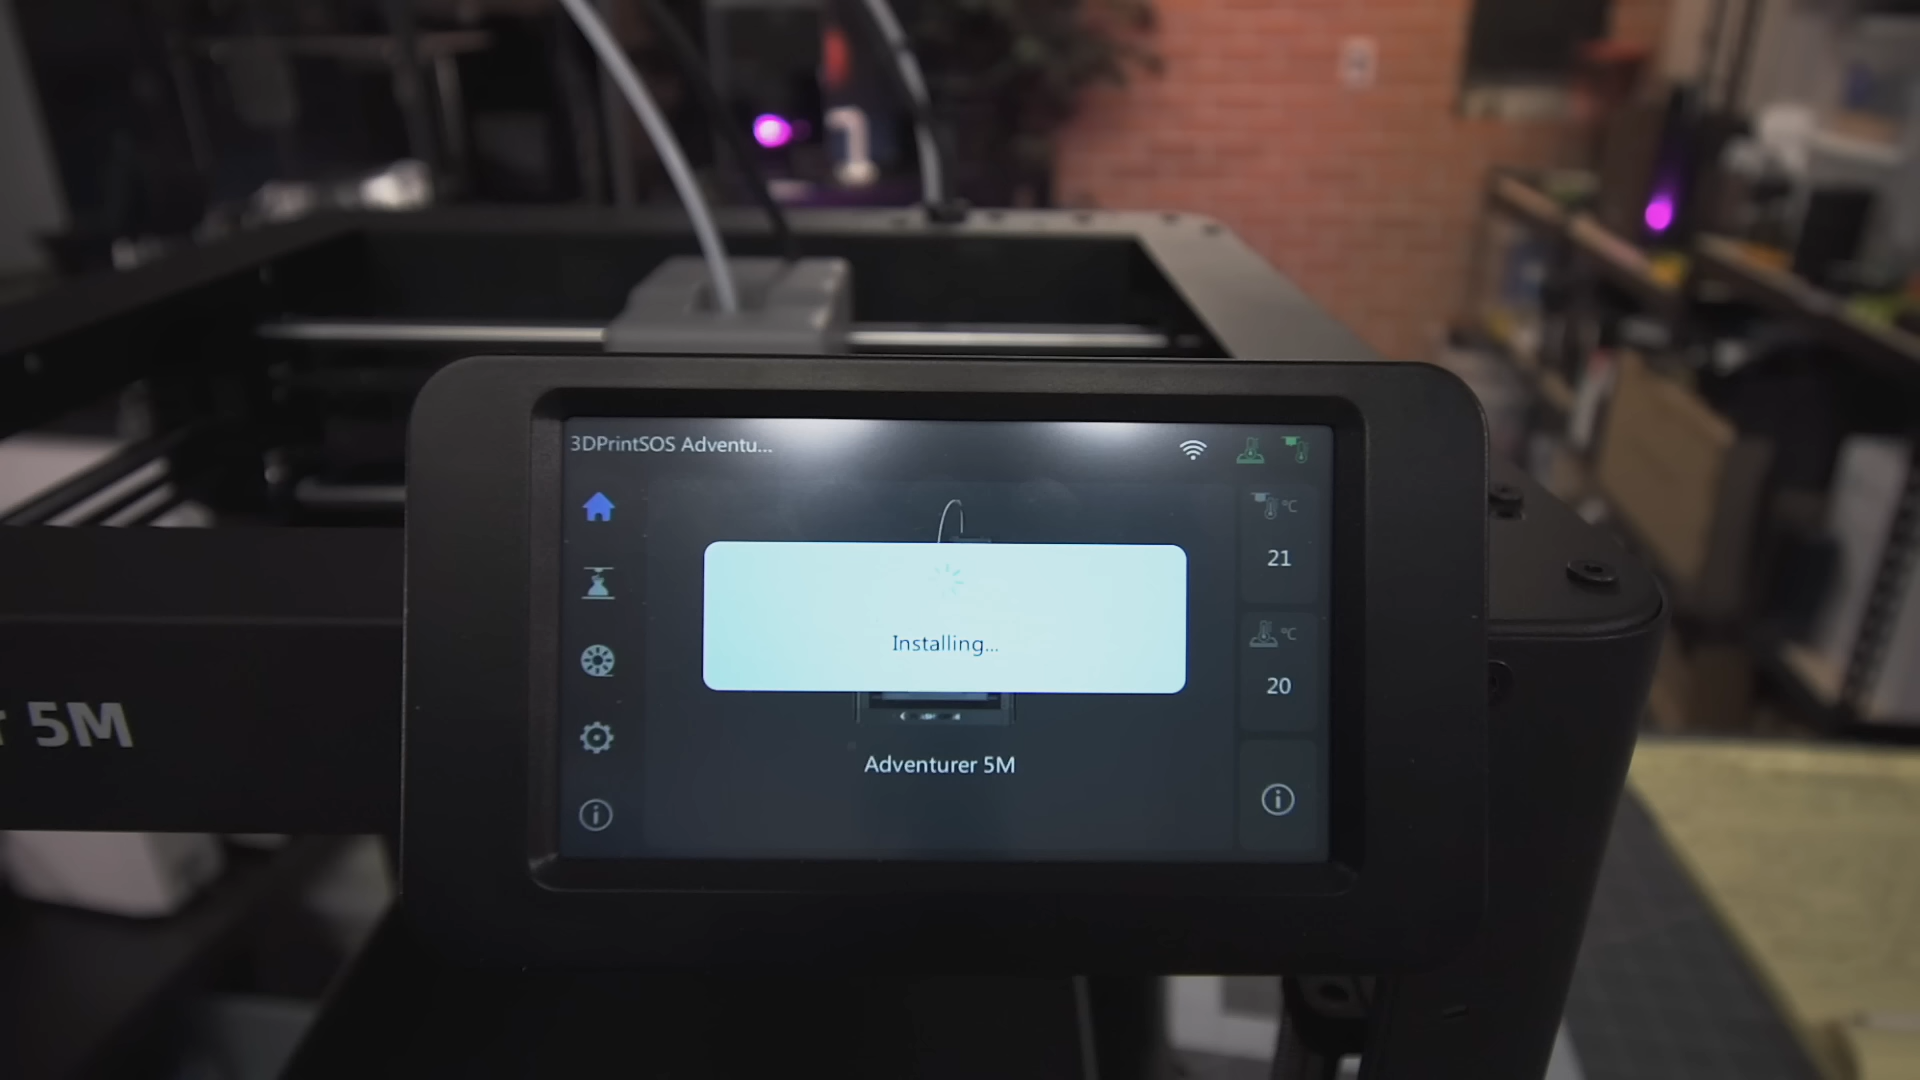 3DPrintSOS Adventu...
°C
21
Installing...
°C
20
5M
Adventurer 5M